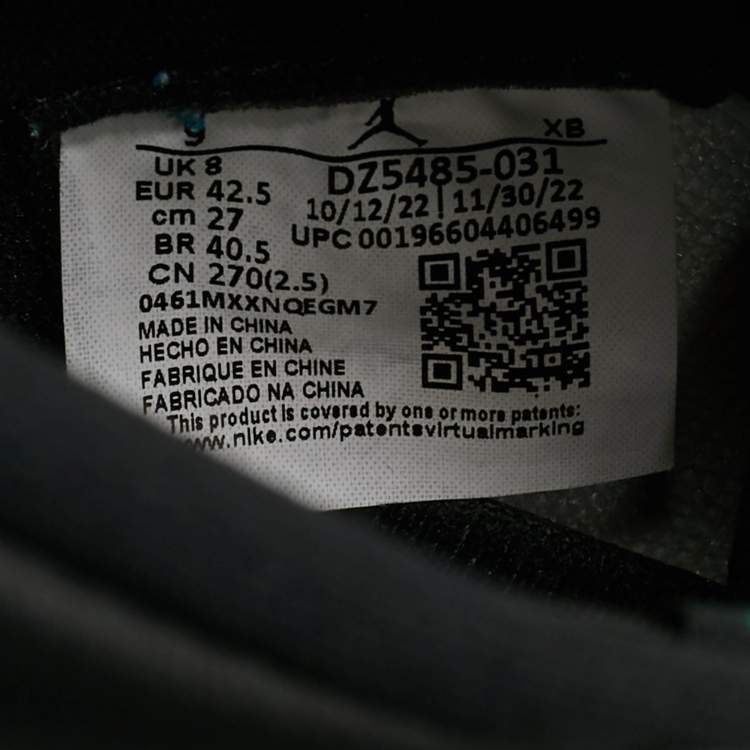 9 XB
UK 8
EUR 42.5
cm 27
BR 40.5
CN 270(2.5)
DZ5485-031
10/12/22 11/30/22
UPC 00196604406499
0461MXXNQEGM7
MADE IN CHINA
HECHO EN CHINA
FABRIQUE EN CHINE
FABRICADO NA CHINA
This product is covered by one or more patents:
www.nike.com/patentsvirtualmarking